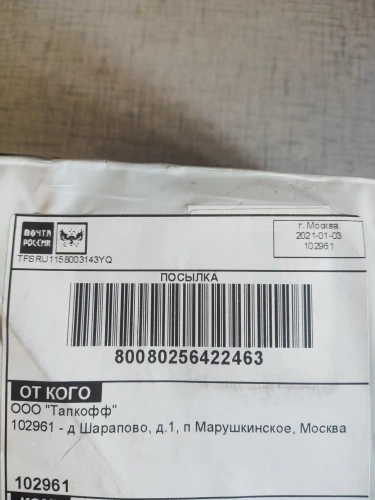 ПОЧТА
РОССИИ
г. Москва
2021-01-03
102961
TFSRU1158003143YQ
ПОСЫЛКА
80080256422463
ОТ КОГО
ООО "Тапкофф"
102961 - д Шарапово, д.1, п Марушкинское, Москва
102961